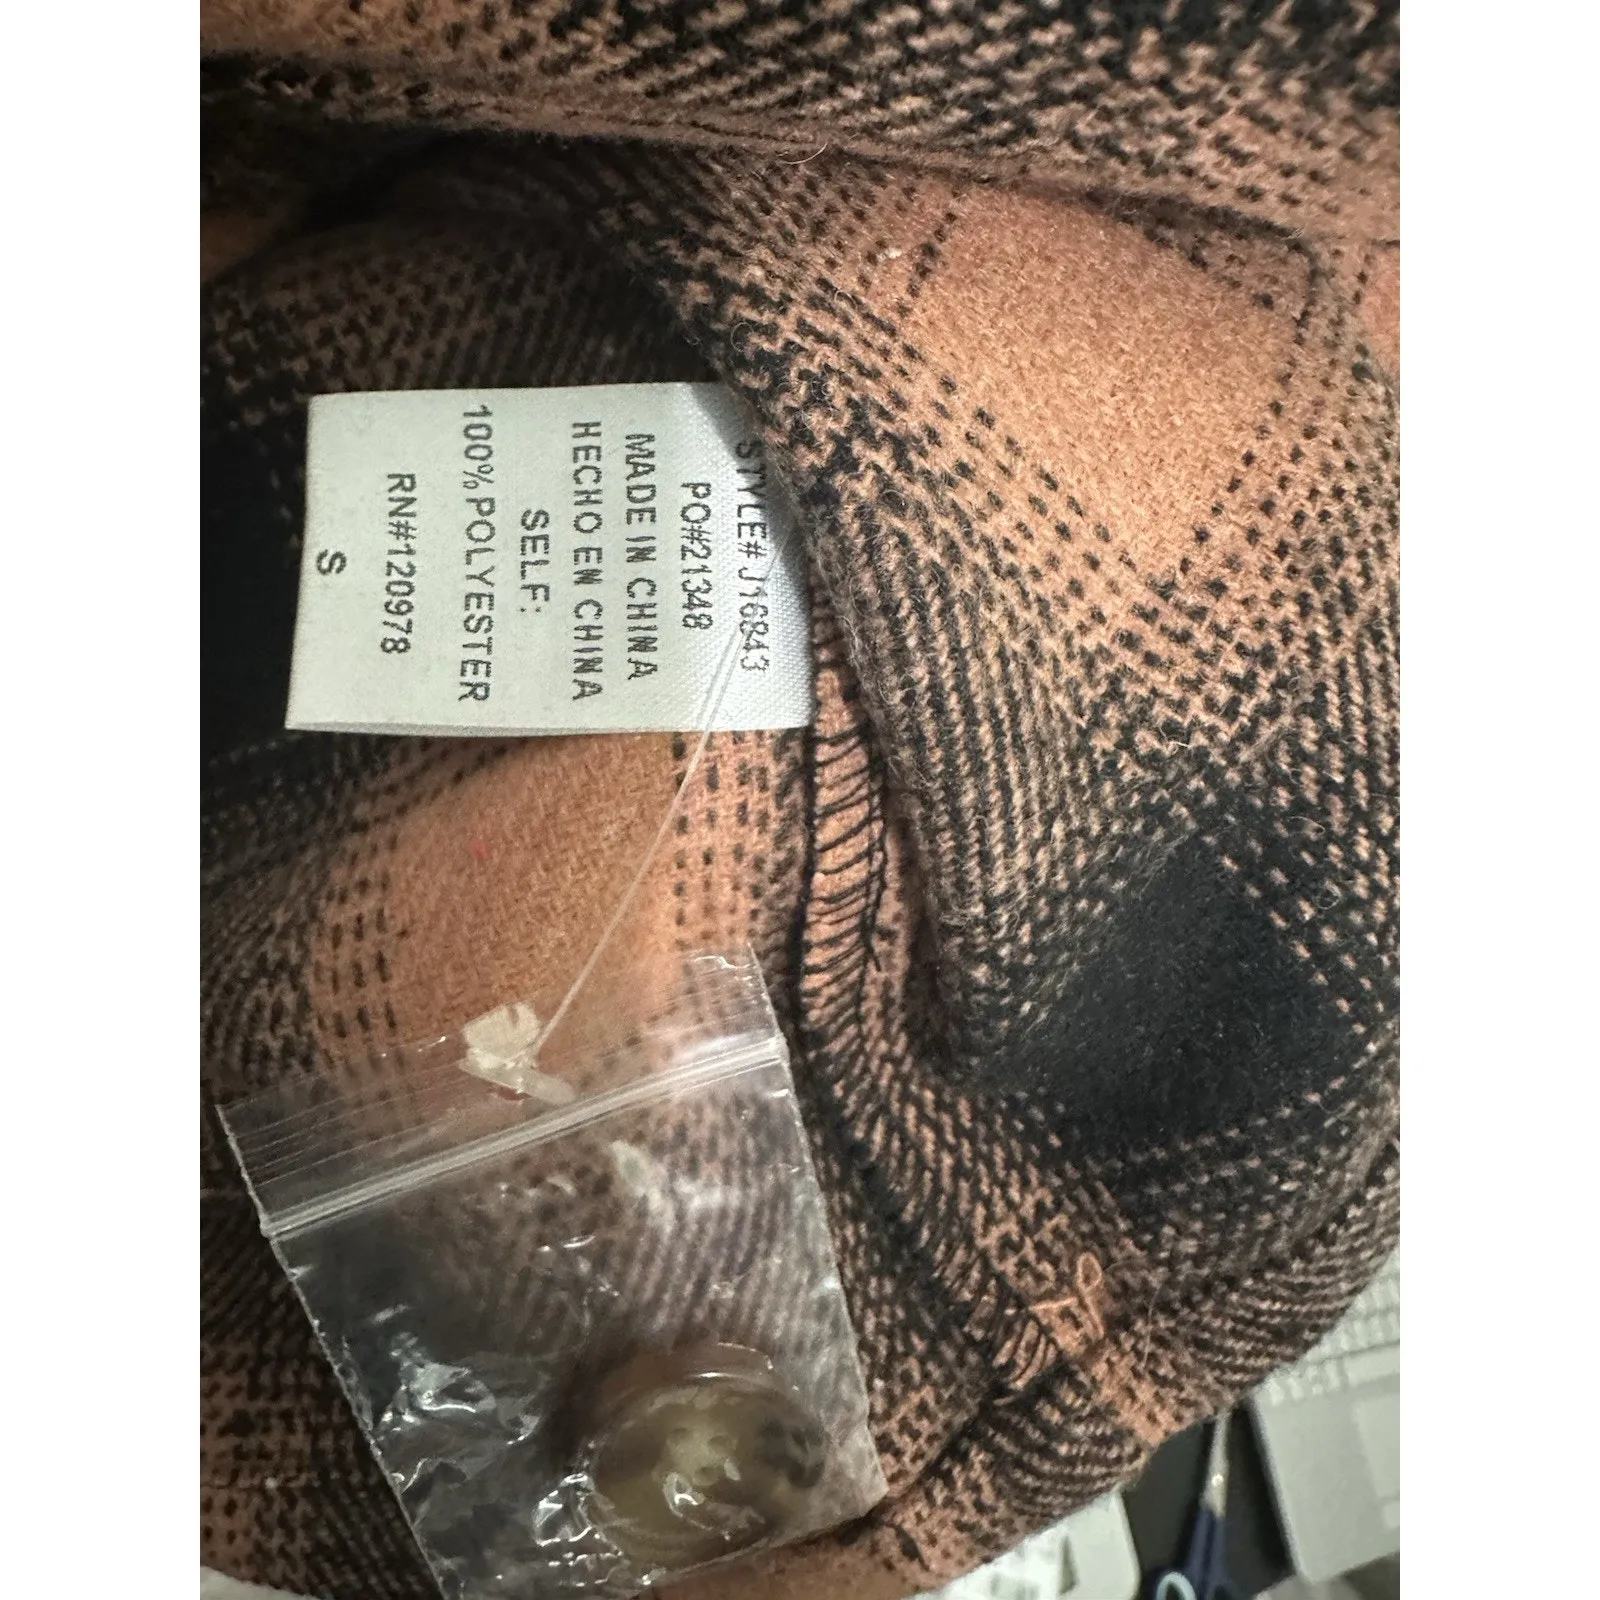 STYLE# J16843
PO#21348
MADE IN CHINA
HECHO EN CHINA
SELF:
100%POLYESTER
RN#120978
S